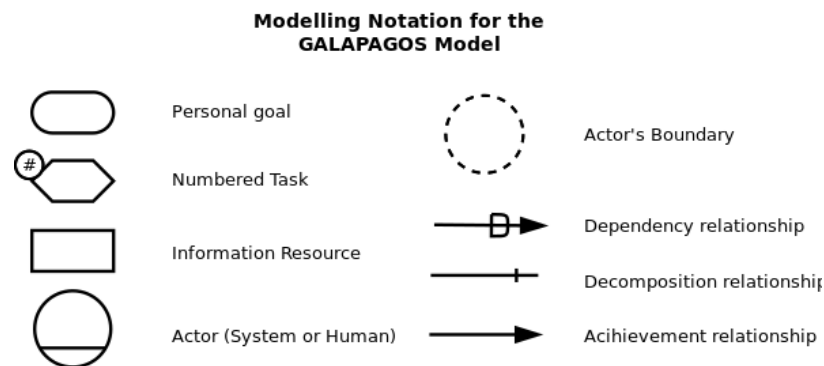 Modelling Notation for the
GALAPAGOS Model
Personal goal
#
Numbered Task
Information Resource
Actor (System or Human)
Actor's Boundary
D
Dependency relationship
Decomposition relationship
Acihievement relationship